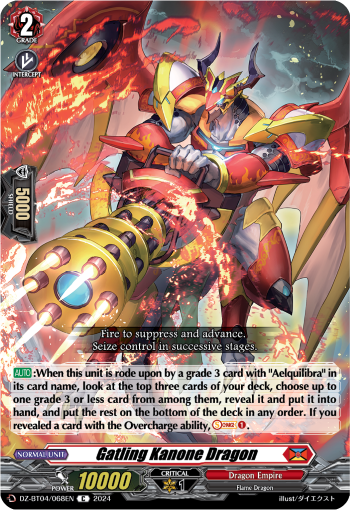 2
GRADE
INTERCEPT
5000
SHIELD
Fire to suppress and advance.
Seize control in successive stages.
AUTO:When this unit is rode upon by a grade 3 card with "Aelquilibra" in
its card name, look at the top three cards of your deck, choose up to
one grade 3 or less card from among them, reveal it and put it into
hand, and put the rest on the bottom of the deck in any order. If you
revealed a card with the Overcharge ability,
NORMAL UNIT
Gatling Kanone Dragon
Dragon Empire
Flame Dragon
POWER 10000
CRITICAL
1
DZ-BT04/068EN C 2024
illust/ダイエクスト